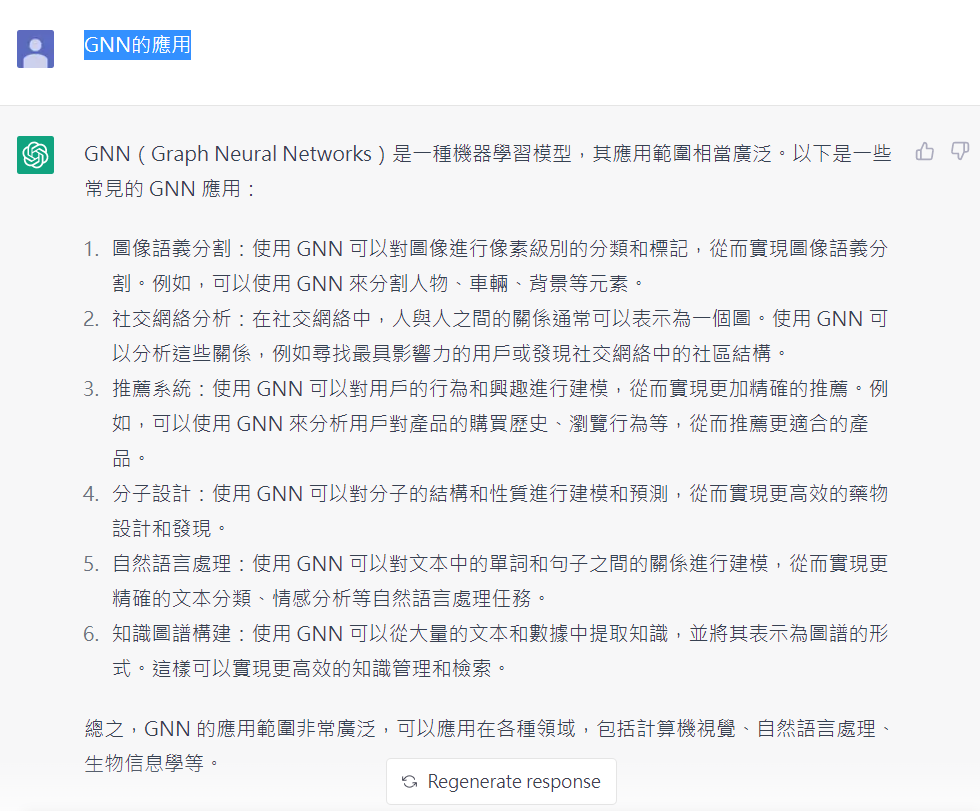 GNN的應用
GNN（Graph Neural Networks）是一種機器學習模型，其應用範圍相當廣泛。以下是一些
常見的 GNN 應用：
1. 圖像語義分割：使用 GNN 可以對圖像進行像素級別的分類和標記，從而實現圖像語義分
割。例如，可以使用 GNN 來分割人物、車輛、背景等元素。
2. 社交網絡分析：在社交網絡中，人與人之間的關係通常可以表示為一個圖。使用 GNN 可
以分析這些關係，例如尋找最具影響力的用戶或發現社交網絡中的社區結構。
3. 推薦系統：使用 GNN 可以對用戶的行為和興趣進行建模，從而實現更加精確的推薦。例
如，可以使用 GNN 來分析用戶對產品的購買歷史、瀏覽行為等，從而推薦更適合的產
品。
4. 分子設計：使用 GNN 可以對分子的結構和性質進行建模和預測，從而實現更高效的藥物
設計和發現。
5. 自然語言處理：使用 GNN 可以對文本中的單詞和句子之間的關係進行建模，從而實現更
精確的文本分類、情感分析等自然語言處理任務。
6. 知識圖譜構建：使用 GNN 可以從大量的文本和數據中提取知識，並將其表示為圖譜的形
式。這樣可以實現更高效的知識管理和檢索。
總之，GNN 的應用範圍非常廣泛，可以應用在各種領域，包括計算機視覺、自然語言處理、
生物信息學等。
Regenerate response